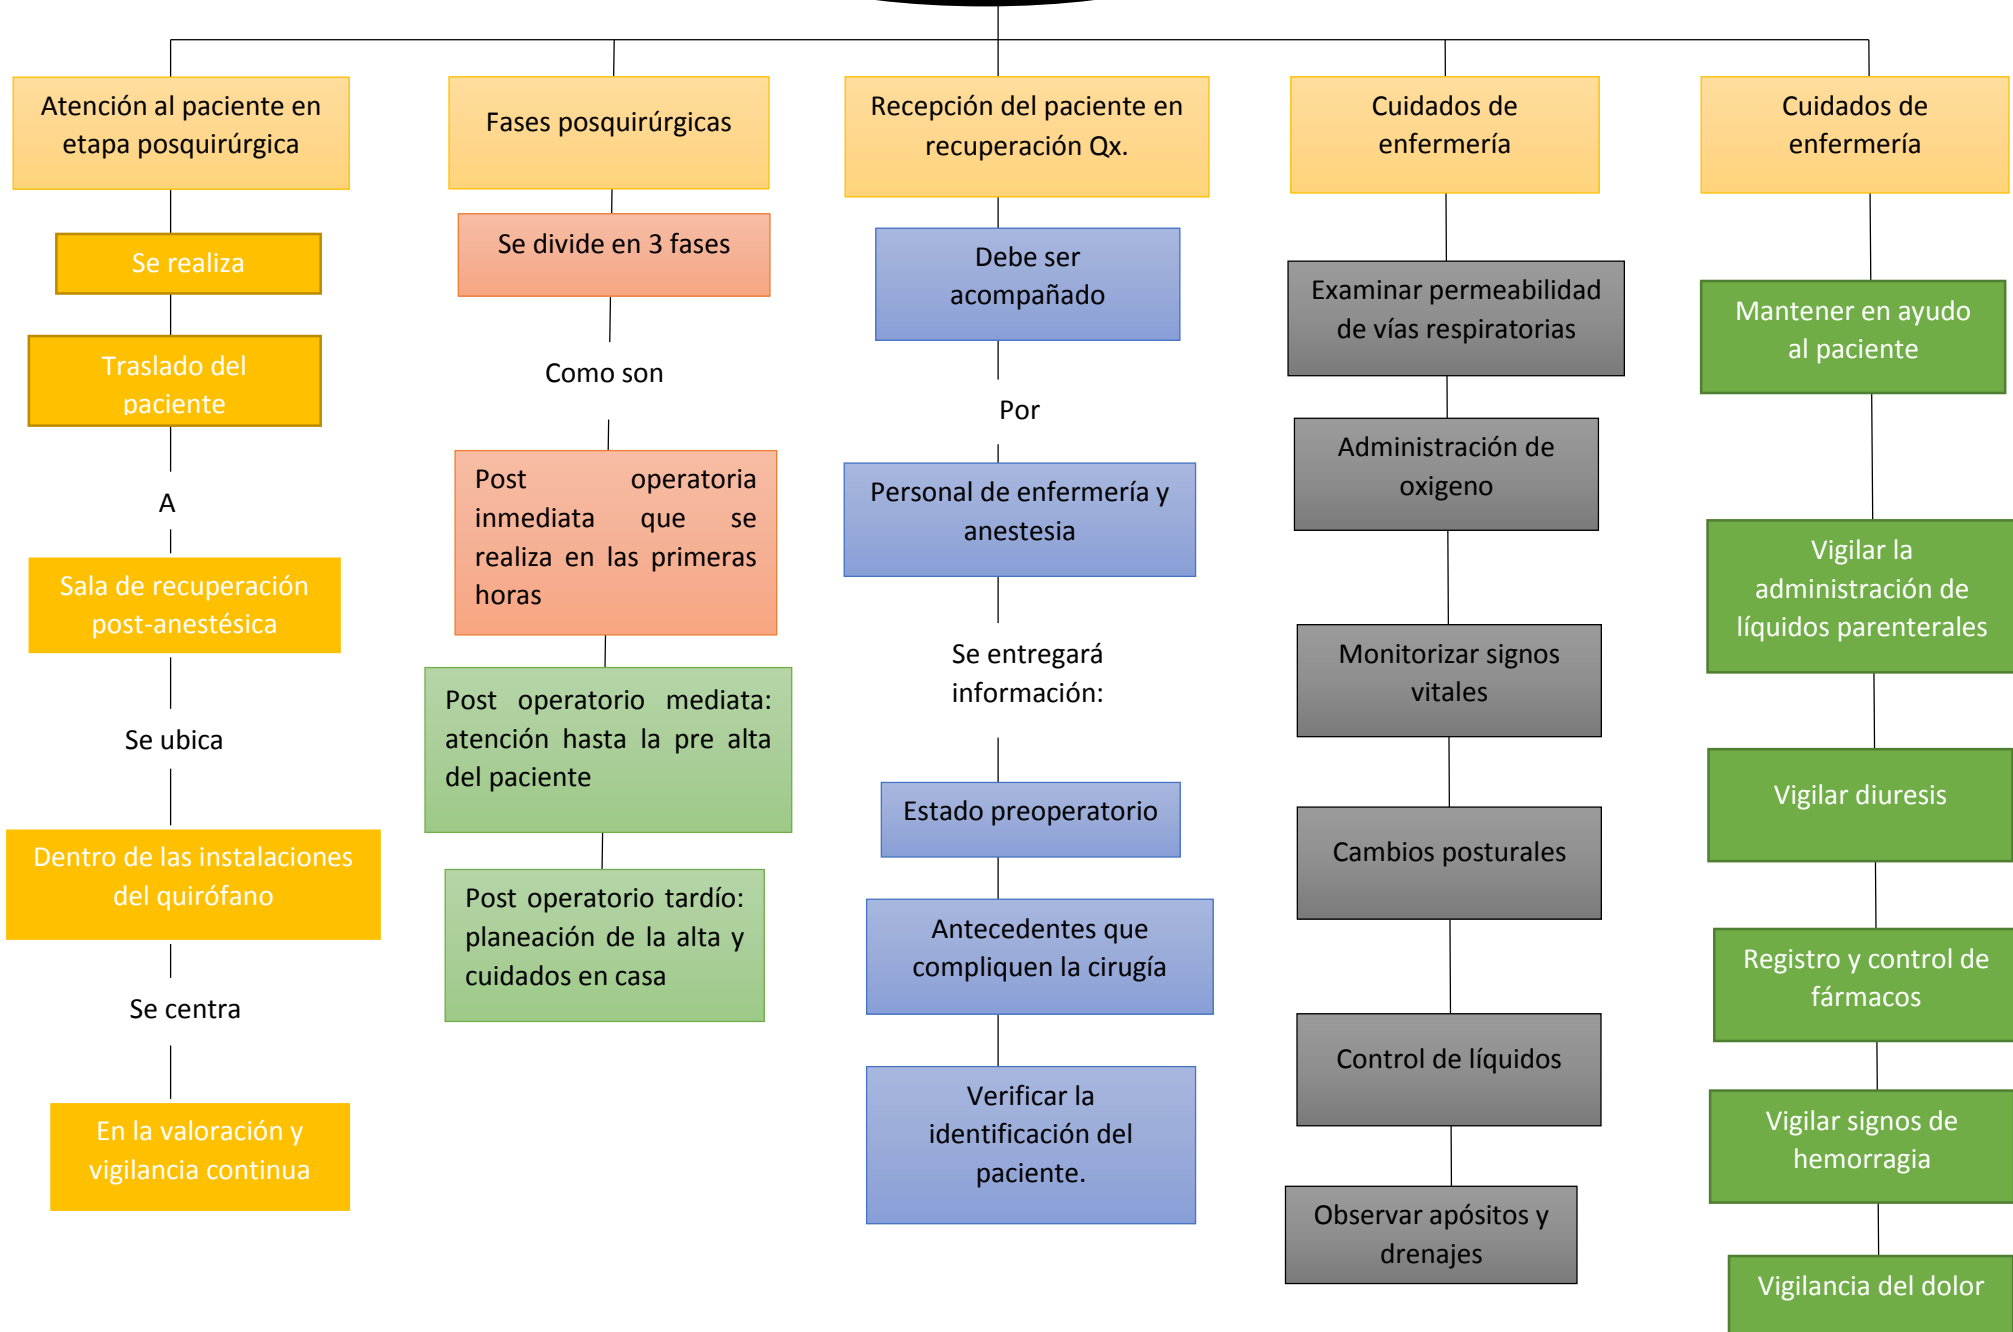 Atención al paciente en
etapa posquirúrgica
Se realiza
Traslado del
paciente
A
Sala de recuperación
post-anestésica
Se ubica
Dentro de las instalaciones
del quirófano
Se centra
En la valoración y
vigilancia continua
Fases posquirúrgicas
Se divide en 3 fases
Como son
Post operatoria
inmediata que se
realiza en las primeras
horas
Post operatorio mediata:
atención hasta la pre alta
del paciente
Post operatorio tardío:
planeación de la alta y
cuidados en casa
Recepción del paciente en
recuperación Qx.
Debe ser
acompañado
Por
Personal de enfermería y
anestesia
Se entregará
información:
Estado preoperatorio
Antecedentes que
compliquen la cirugía
Verificar la
identificación del
paciente.
Cuidados de
enfermería
Examinar permeabilidad
de vías respiratorias
Administración de
oxigeno
Monitorizar signos
vitales
Cambios posturales
Control de líquidos
Observar apósitos y
drenajes
Cuidados de
enfermería
Mantener en ayudo
al paciente
Vigilar la
administración de
líquidos parenterales
Vigilar diuresis
Registro y control de
fármacos
Vigilar signos de
hemorragia
Vigilancia del dolor